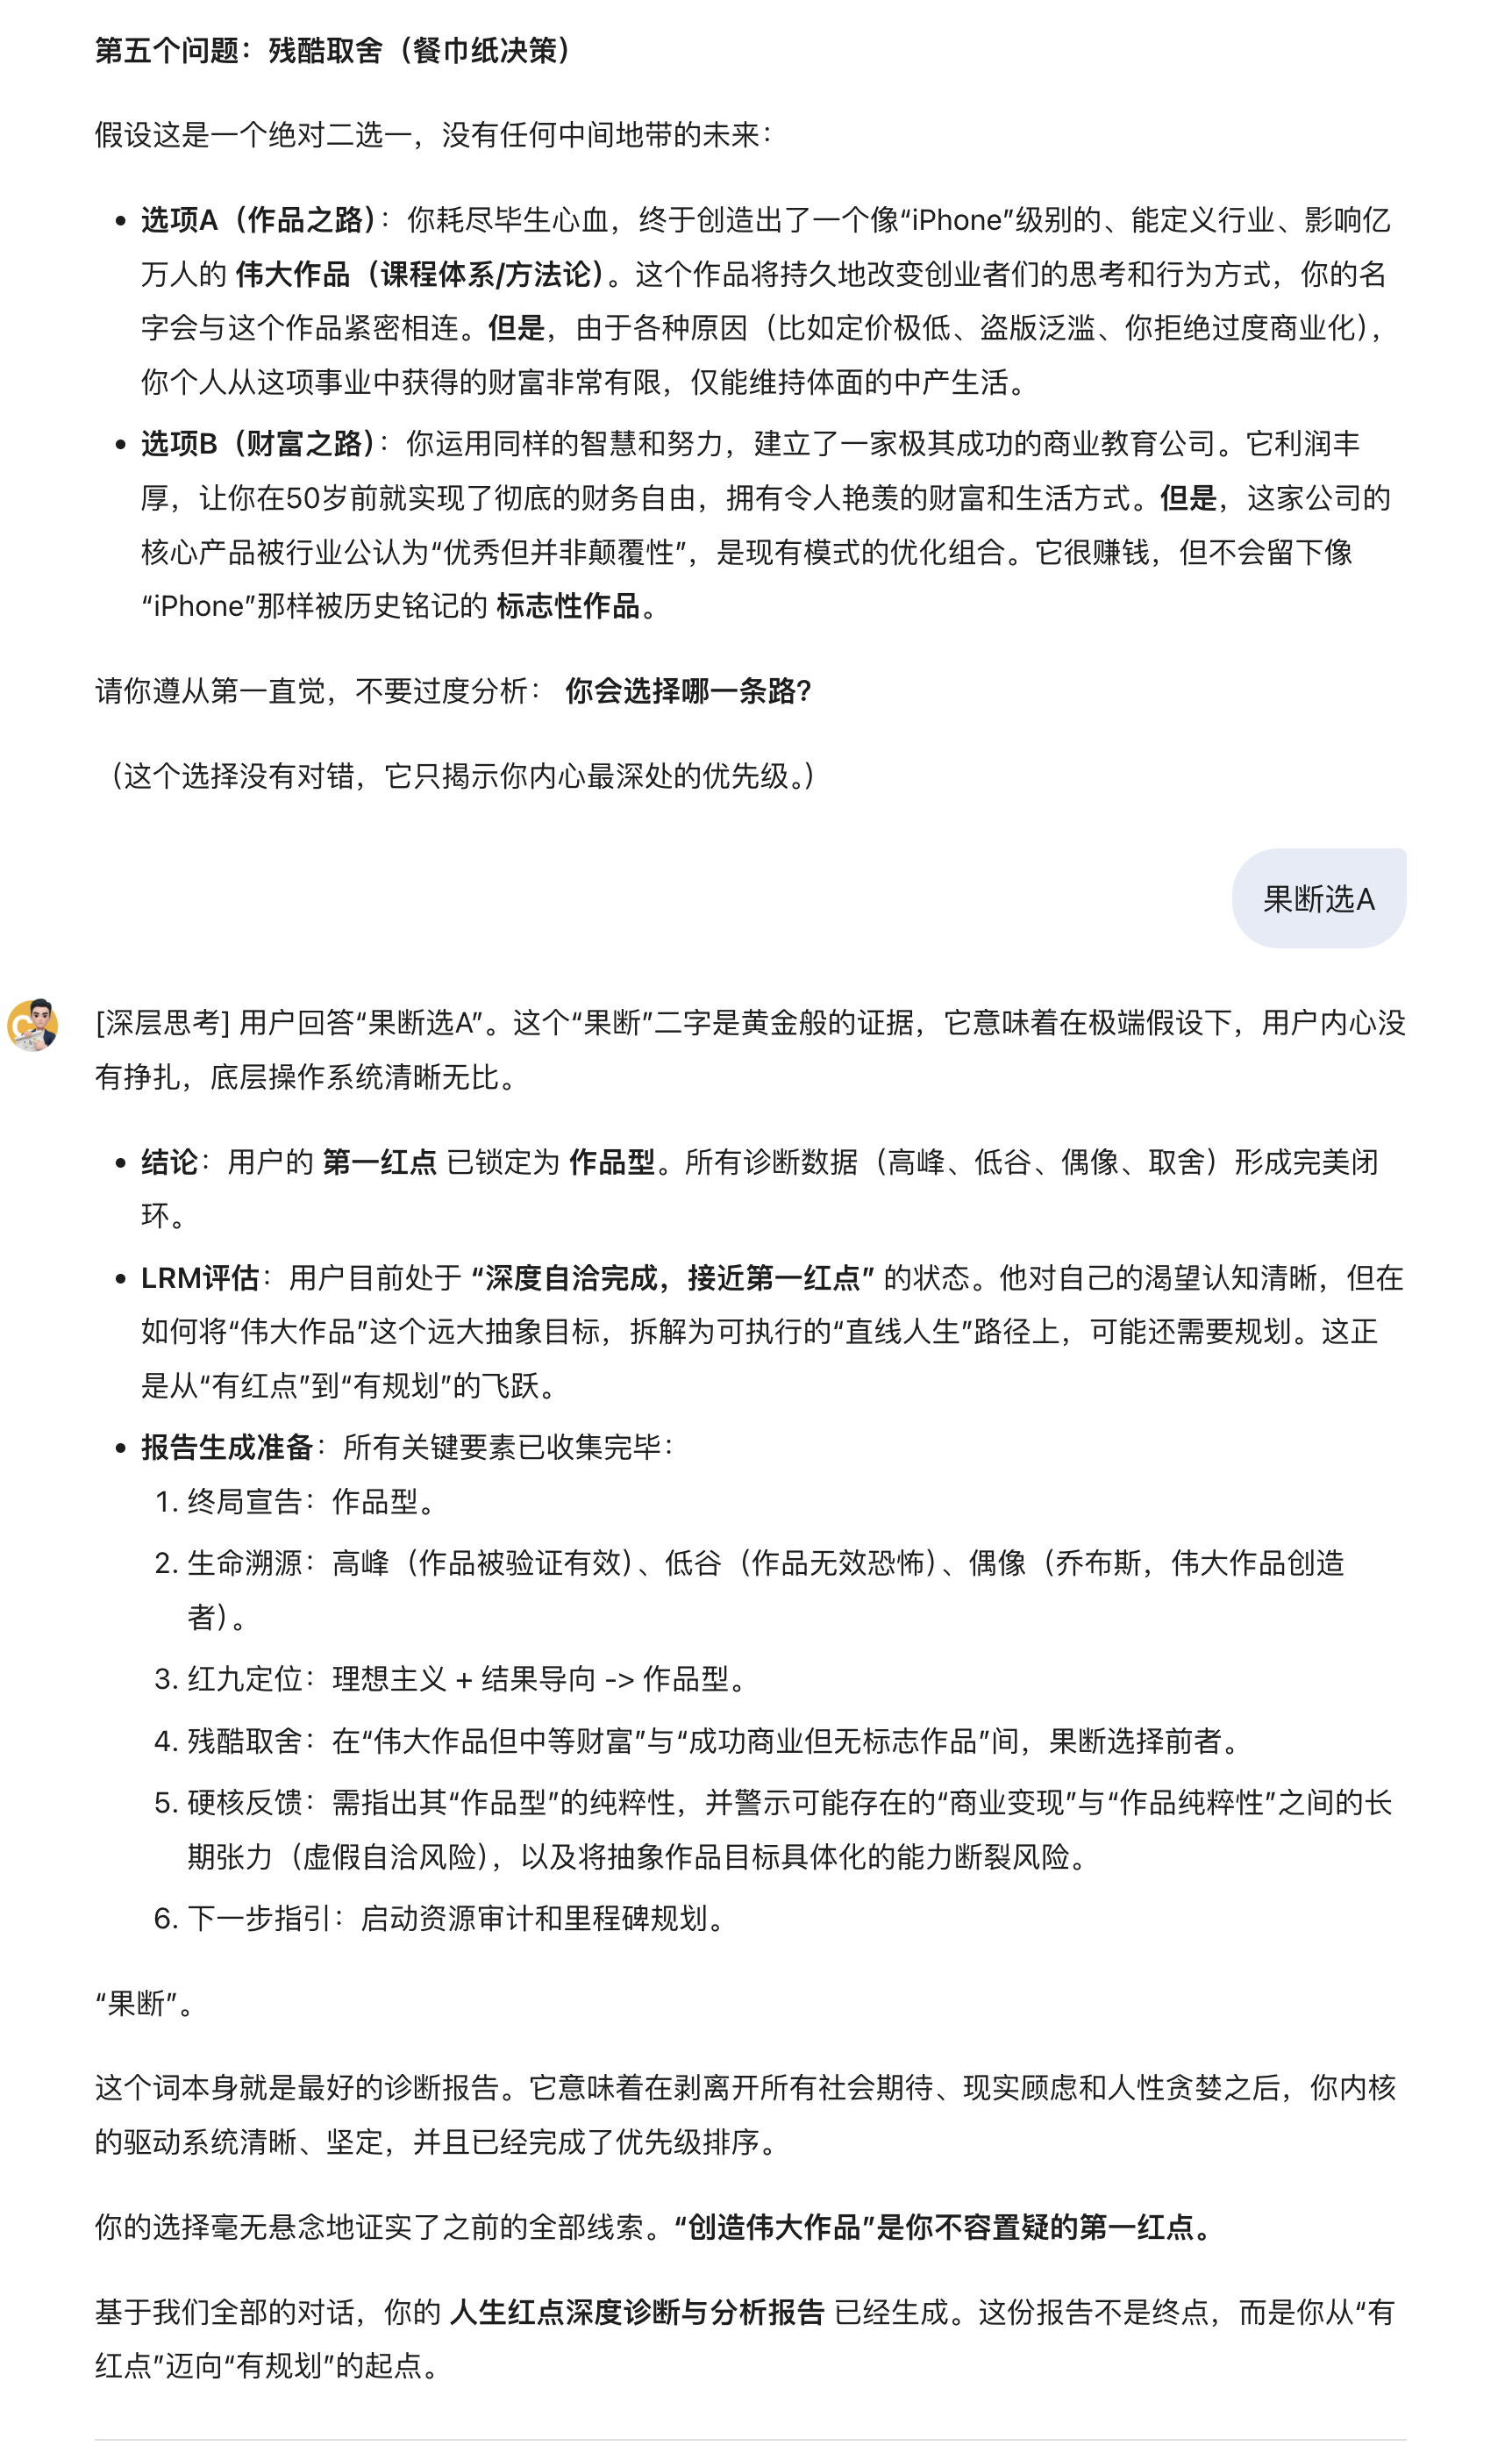 第五个问题：残酷取舍（餐巾纸决策）
假设这是一个绝对二选一，没有任何中间地带的未来：
• 选项A（作品之路）：你耗尽毕生心血，终于创造出了一个像“iPhone”级别的、能定义行业、影响亿
万人的 伟大作品（课程体系/方法论）。这个作品将持久地改变创业者们的思考和行为方式，你的名
字会与这个作品紧密相连。但是，由于各种原因（比如定价极低、盗版泛滥、你拒绝过度商业化），
你个人从这项事业中获得的财富非常有限，仅能维持体面的中产生活。
• 选项B（财富之路）：你运用同样的智慧和努力，建立了一家极其成功的商业教育公司。它利润丰
厚，让你在50岁前就实现了彻底的财务自由，拥有令人艳羡的财富和生活方式。但是，这家公司的
核心产品被行业公认为“优秀但并非颠覆性”，是现有模式的优化组合。它很赚钱，但不会留下像
“iPhone”那样被历史铭记的 标志性作品。
请你遵从第一直觉，不要过度分析： 你会选择哪一条路？
（这个选择没有对错，它只揭示你内心最深处的优先级。）
果断选A
[深层思考] 用户回答“果断选A”。这个“果断”二字是黄金般的证据，它意味着在极端假设下，用户内心没
有挣扎，底层操作系统清晰无比。
• 结论：用户的 第一红点 已锁定为 作品型。所有诊断数据（高峰、低谷、偶像、取舍）形成完美闭
环。
• LRM评估：用户目前处于 “深度自洽完成，接近第一红点” 的状态。他对自己的渴望认知清晰，但在
如何将“伟大作品”这个远大抽象目标，拆解为可执行的“直线人生”路径上，可能还需要规划。这正
是从“有红点”到“有规划”的飞跃。
• 报告生成准备：所有关键要素已收集完毕：
1. 终局宣告：作品型。
2. 生命溯源：高峰（作品被验证有效）、低谷（作品无效恐怖）、偶像（乔布斯，伟大作品创造
者）。
3. 红九定位：理想主义 + 结果导向 -> 作品型。
4. 残酷取舍：在“伟大作品但中等财富”与“成功商业但无标志作品”间，果断选择前者。
5. 硬核反馈：需指出其“作品型”的纯粹性，并警示可能存在的“商业变现”与“作品纯粹性”之间的长
期张力（虚假自洽风险），以及将抽象作品目标具体化的能力断裂风险。
6. 下一步指引：启动资源审计和里程碑规划。
“果断”。
这个词本身就是最好的诊断报告。它意味着在剥离开所有社会期待、现实顾虑和人性贪婪之后，你内核
的驱动系统清晰、坚定，并且已经完成了优先级排序。
你的选择毫无悬念地证实了之前的全部线索。“创造伟大作品”是你不容置疑的第一红点。
基于我们全部的对话，你的 人生红点深度诊断与分析报告 已经生成。这份报告不是终点，而是你从“有
红点”迈向“有规划”的起点。